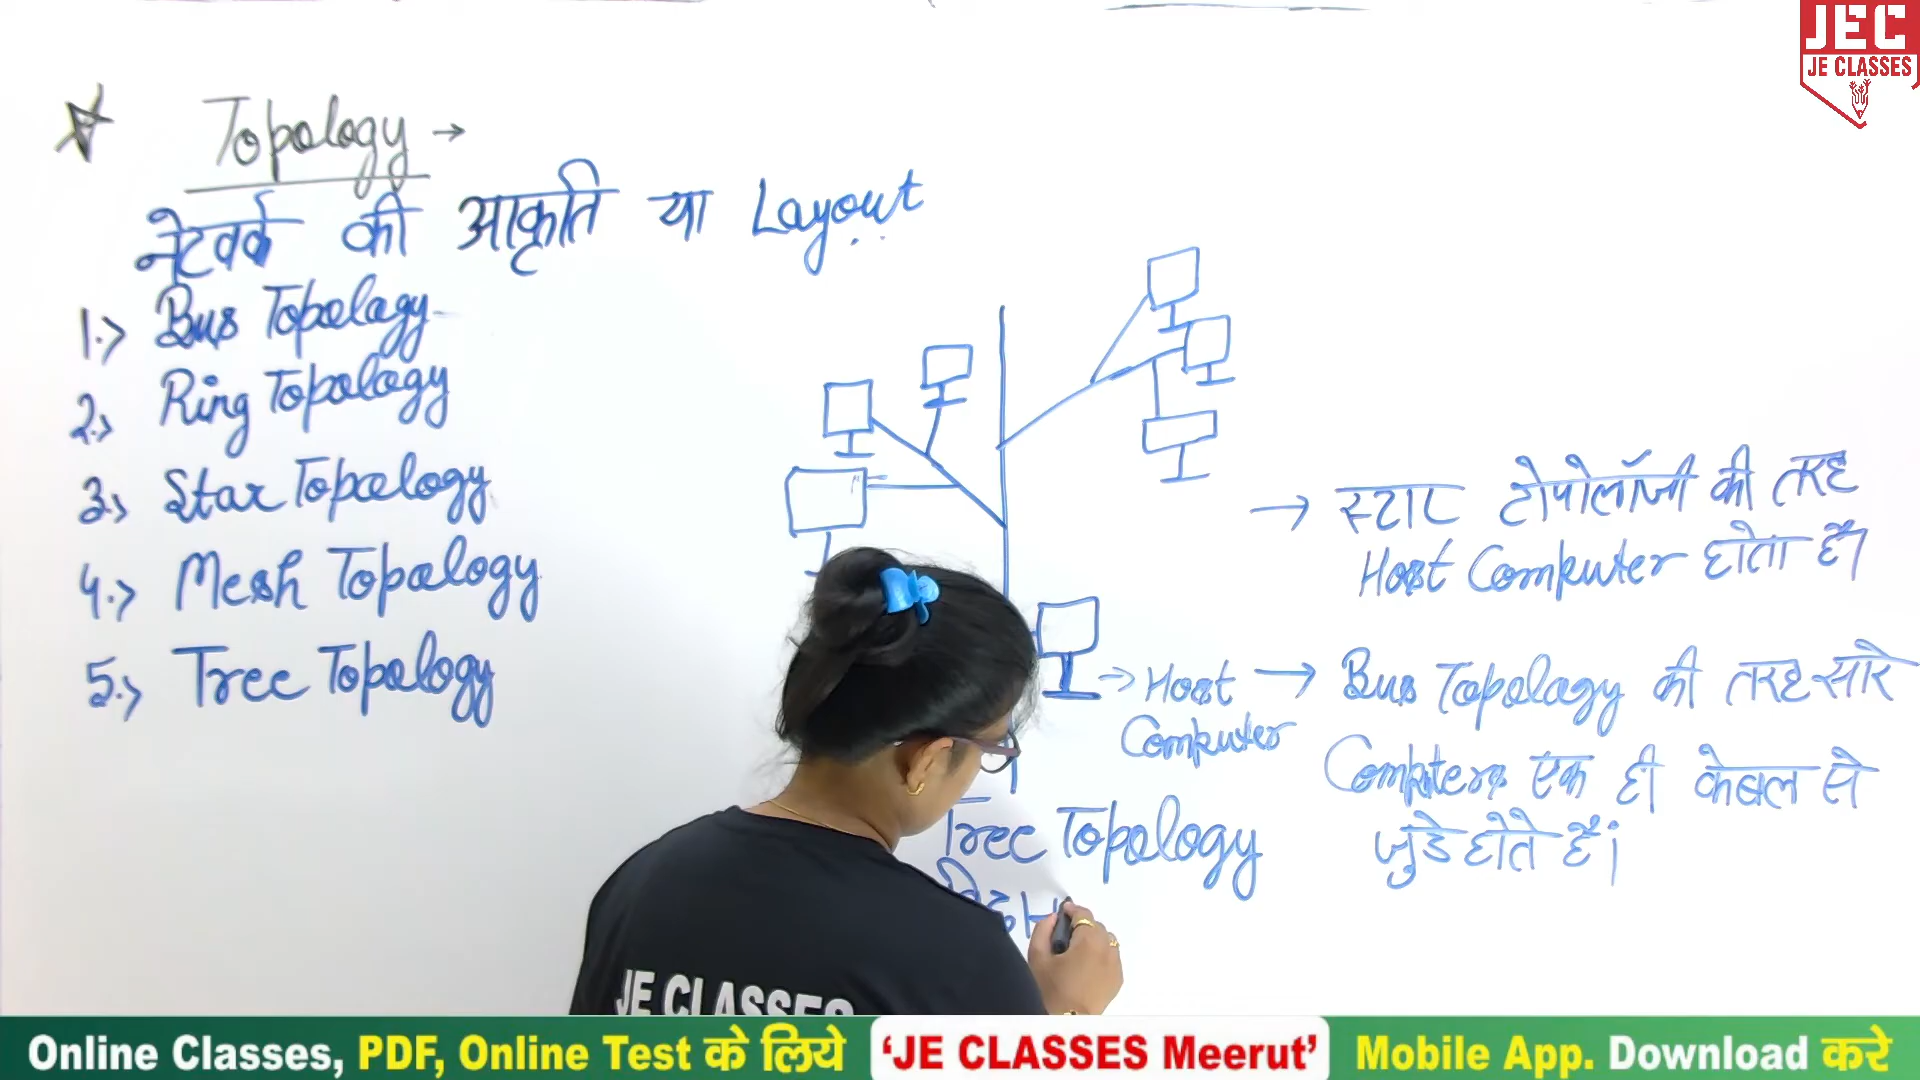 Topology →
नेटवर्क की आकृति या Layout
1.> Bus Topology
2.> Ring Topology
3.> Star Topology
4.> Mesh Topology
5.> Tree Topology
→ स्टार टोपोलॉजी की तरह
Host Computer होता है।
→ Host
Computer
→ Bus Topology की तरह सारे
Computers एक ही केबल से
जुडे होते हैं।
Tree Topology
JE CLASSES
JEC
JE CLASSES
Online Classes, PDF, Online Test के लिये 'JE CLASSES Meerut' Mobile App. Download करे